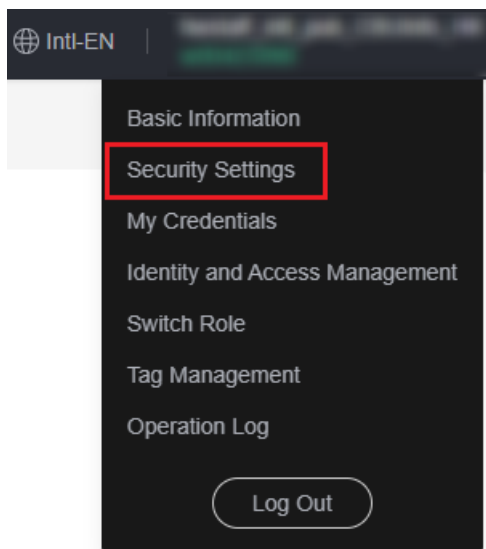 Intl-EN
Basic Information
Security Settings
My Credentials
Identity and Access Management
Switch Role
Tag Management
Operation Log
Log Out